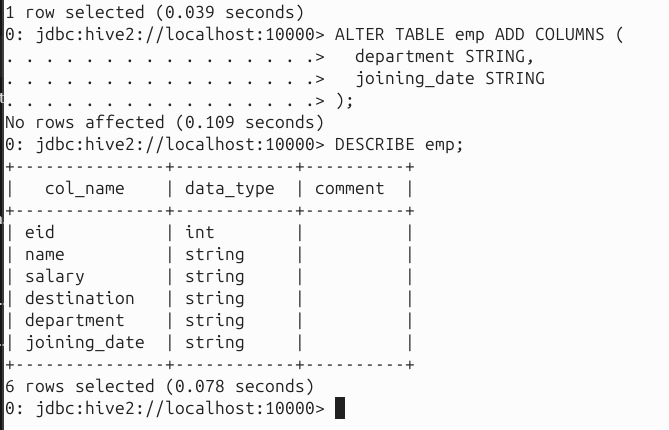 1 row selected (0.039 seconds)
0: jdbc:hive2://localhost:10000> ALTER TABLE emp ADD COLUMNS (
. . . . . . . . . . . . . . . .>   department STRING,
. . . . . . . . . . . . . . . .>   joining_date STRING
. . . . . . . . . . . . . . . .> );
No rows affected (0.109 seconds)
0: jdbc:hive2://localhost:10000> DESCRIBE emp;
+---------------+------------+----------+
|   col_name    | data_type  | comment  |
+---------------+------------+----------+
| eid           | int        |          |
| name          | string     |          |
| salary        | string     |          |
| destination   | string     |          |
| department    | string     |          |
| joining_date  | string     |          |
+---------------+------------+----------+
6 rows selected (0.078 seconds)
0: jdbc:hive2://localhost:10000>